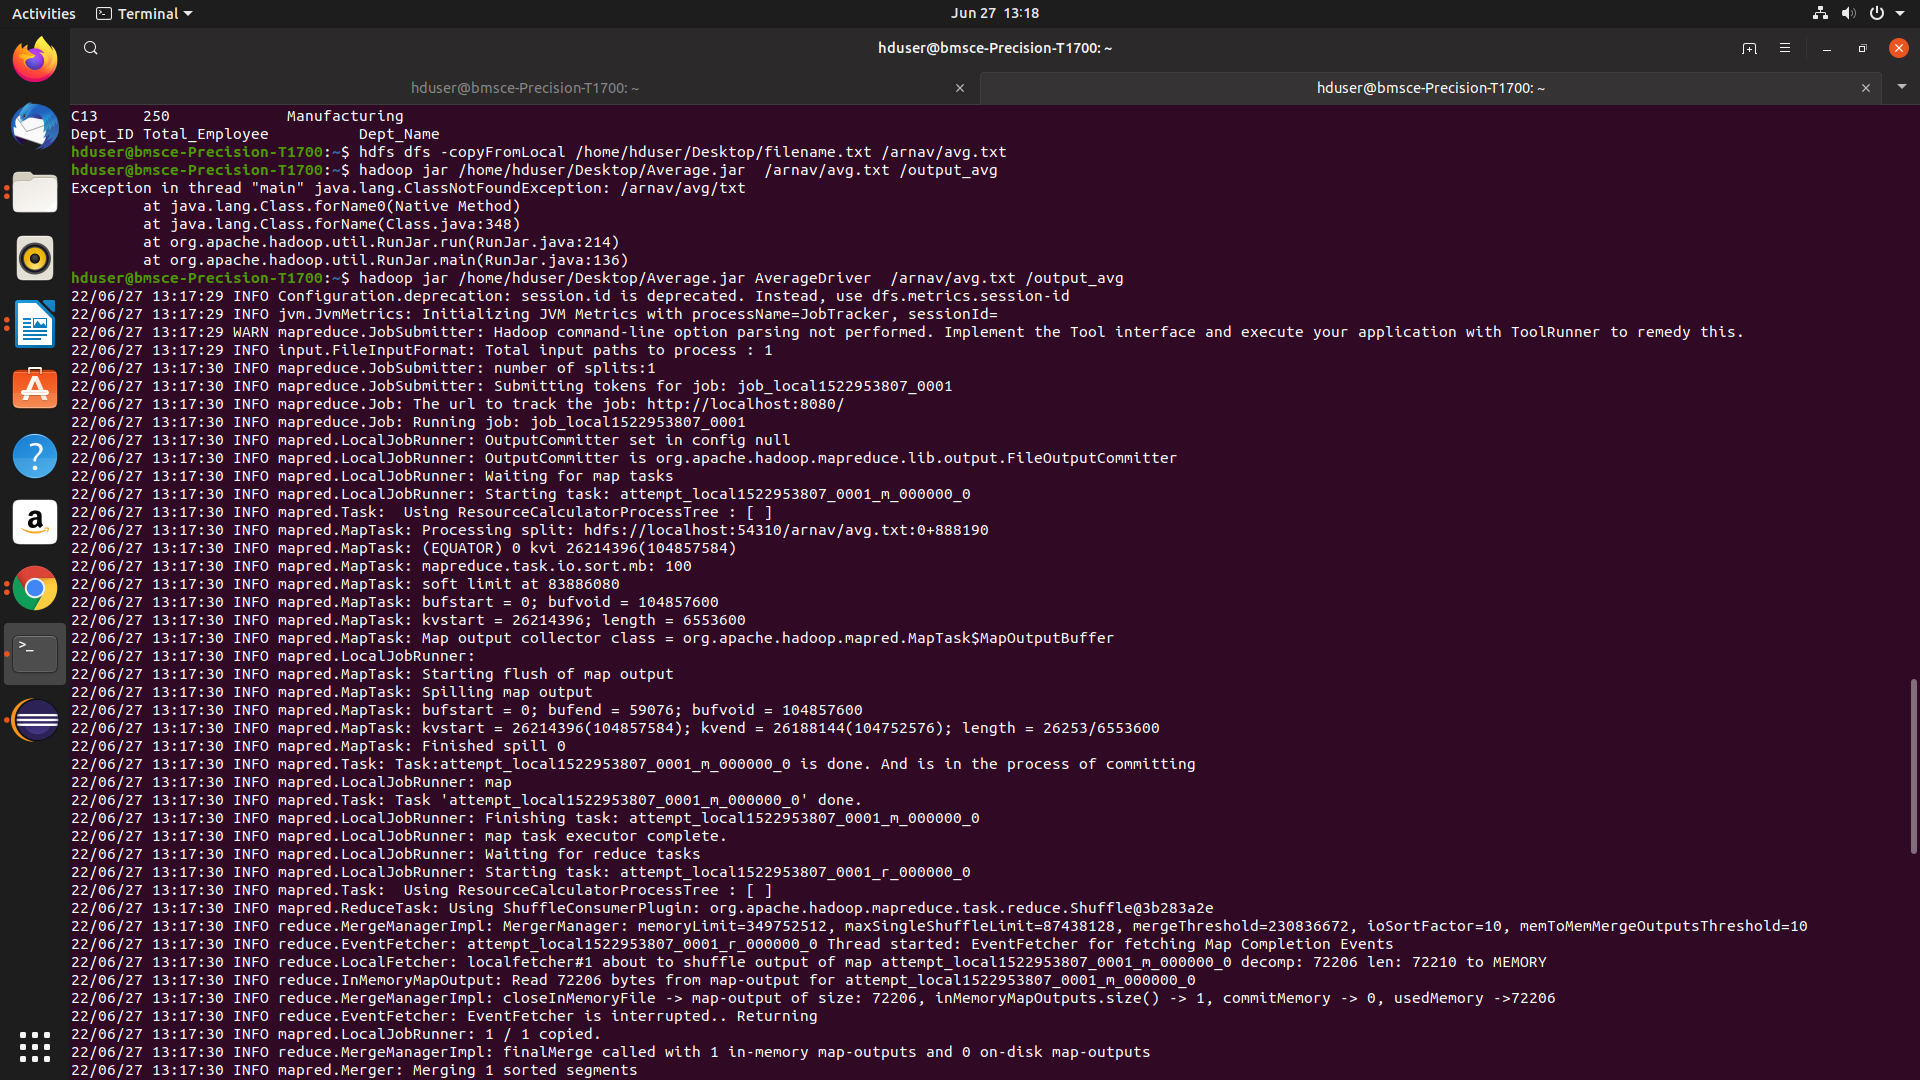 Activities Terminal Jun 27 13:18
hduser@bmsce-Precision-T1700: ~
hduser@bmsce-Precision-T1700: ~ hduser@bmsce-Precision-T1700: ~
C13     250             Manufacturing
Dept_ID Total_Employee          Dept_Name
hduser@bmsce-Precision-T1700:~$ hdfs dfs -copyFromLocal /home/hduser/Desktop/filename.txt /arnav/avg.txt
hduser@bmsce-Precision-T1700:~$ hadoop jar /home/hduser/Desktop/Average.jar  /arnav/avg.txt /output_avg
Exception in thread "main" java.lang.ClassNotFoundException: /arnav/avg/txt
        at java.lang.Class.forName0(Native Method)
        at java.lang.Class.forName(Class.java:348)
        at org.apache.hadoop.util.RunJar.run(RunJar.java:214)
        at org.apache.hadoop.util.RunJar.main(RunJar.java:136)
hduser@bmsce-Precision-T1700:~$ hadoop jar /home/hduser/Desktop/Average.jar AverageDriver  /arnav/avg.txt /output_avg
22/06/27 13:17:29 INFO Configuration.deprecation: session.id is deprecated. Instead, use dfs.metrics.session-id
22/06/27 13:17:29 INFO jvm.JvmMetrics: Initializing JVM Metrics with processName=JobTracker, sessionId=
22/06/27 13:17:29 WARN mapreduce.JobSubmitter: Hadoop command-line option parsing not performed. Implement the Tool interface and execute your application with ToolRunner to remedy this.
22/06/27 13:17:29 INFO input.FileInputFormat: Total input paths to process : 1
22/06/27 13:17:30 INFO mapreduce.JobSubmitter: number of splits:1
22/06/27 13:17:30 INFO mapreduce.JobSubmitter: Submitting tokens for job: job_local1522953807_0001
22/06/27 13:17:30 INFO mapreduce.Job: The url to track the job: http://localhost:8080/
22/06/27 13:17:30 INFO mapreduce.Job: Running job: job_local1522953807_0001
22/06/27 13:17:30 INFO mapred.LocalJobRunner: OutputCommitter set in config null
22/06/27 13:17:30 INFO mapred.LocalJobRunner: OutputCommitter is org.apache.hadoop.mapreduce.lib.output.FileOutputCommitter
22/06/27 13:17:30 INFO mapred.LocalJobRunner: Waiting for map tasks
22/06/27 13:17:30 INFO mapred.LocalJobRunner: Starting task: attempt_local1522953807_0001_m_000000_0
22/06/27 13:17:30 INFO mapred.Task:  Using ResourceCalculatorProcessTree : [ ]
22/06/27 13:17:30 INFO mapred.MapTask: Processing split: hdfs://localhost:54310/arnav/avg.txt:0+888190
22/06/27 13:17:30 INFO mapred.MapTask: (EQUATOR) 0 kvi 26214396(104857584)
22/06/27 13:17:30 INFO mapred.MapTask: mapreduce.task.io.sort.mb: 100
22/06/27 13:17:30 INFO mapred.MapTask: soft limit at 83886080
22/06/27 13:17:30 INFO mapred.MapTask: bufstart = 0; bufvoid = 104857600
22/06/27 13:17:30 INFO mapred.MapTask: kvstart = 26214396; length = 6553600
22/06/27 13:17:30 INFO mapred.MapTask: Map output collector class = org.apache.hadoop.mapred.MapTask$MapOutputBuffer
22/06/27 13:17:30 INFO mapred.LocalJobRunner:
22/06/27 13:17:30 INFO mapred.MapTask: Starting flush of map output
22/06/27 13:17:30 INFO mapred.MapTask: Spilling map output
22/06/27 13:17:30 INFO mapred.MapTask: bufstart = 0; bufend = 59076; bufvoid = 104857600
22/06/27 13:17:30 INFO mapred.MapTask: kvstart = 26214396(104857584); kvend = 26188144(104752576); length = 26253/6553600
22/06/27 13:17:30 INFO mapred.MapTask: Finished spill 0
22/06/27 13:17:30 INFO mapred.Task: Task:attempt_local1522953807_0001_m_000000_0 is done. And is in the process of committing
22/06/27 13:17:30 INFO mapred.LocalJobRunner: map
22/06/27 13:17:30 INFO mapred.Task: Task 'attempt_local1522953807_0001_m_000000_0' done.
22/06/27 13:17:30 INFO mapred.LocalJobRunner: Finishing task: attempt_local1522953807_0001_m_000000_0
22/06/27 13:17:30 INFO mapred.LocalJobRunner: map task executor complete.
22/06/27 13:17:30 INFO mapred.LocalJobRunner: Waiting for reduce tasks
22/06/27 13:17:30 INFO mapred.LocalJobRunner: Starting task: attempt_local1522953807_0001_r_000000_0
22/06/27 13:17:30 INFO mapred.Task:  Using ResourceCalculatorProcessTree : [ ]
22/06/27 13:17:30 INFO mapred.ReduceTask: Using ShuffleConsumerPlugin: org.apache.hadoop.mapreduce.task.reduce.Shuffle@3b283a2e
22/06/27 13:17:30 INFO reduce.MergeManagerImpl: MergerManager: memoryLimit=349752512, maxSingleShuffleLimit=87438128, mergeThreshold=230836672, ioSortFactor=10, memToMemMergeOutputsThreshold=10
22/06/27 13:17:30 INFO reduce.EventFetcher: attempt_local1522953807_0001_r_000000_0 Thread started: EventFetcher for fetching Map Completion Events
22/06/27 13:17:30 INFO reduce.LocalFetcher: localfetcher#1 about to shuffle output of map attempt_local1522953807_0001_m_000000_0 decomp: 72206 len: 72210 to MEMORY
22/06/27 13:17:30 INFO reduce.InMemoryMapOutput: Read 72206 bytes from map-output for attempt_local1522953807_0001_m_000000_0
22/06/27 13:17:30 INFO reduce.MergeManagerImpl: closeInMemoryFile -> map-output of size: 72206, inMemoryMapOutputs.size() -> 1, commitMemory -> 0, usedMemory ->72206
22/06/27 13:17:30 INFO reduce.EventFetcher: EventFetcher is interrupted.. Returning
22/06/27 13:17:30 INFO mapred.LocalJobRunner: 1 / 1 copied.
22/06/27 13:17:30 INFO reduce.MergeManagerImpl: finalMerge called with 1 in-memory map-outputs and 0 on-disk map-outputs
22/06/27 13:17:30 INFO mapred.Merger: Merging 1 sorted segments